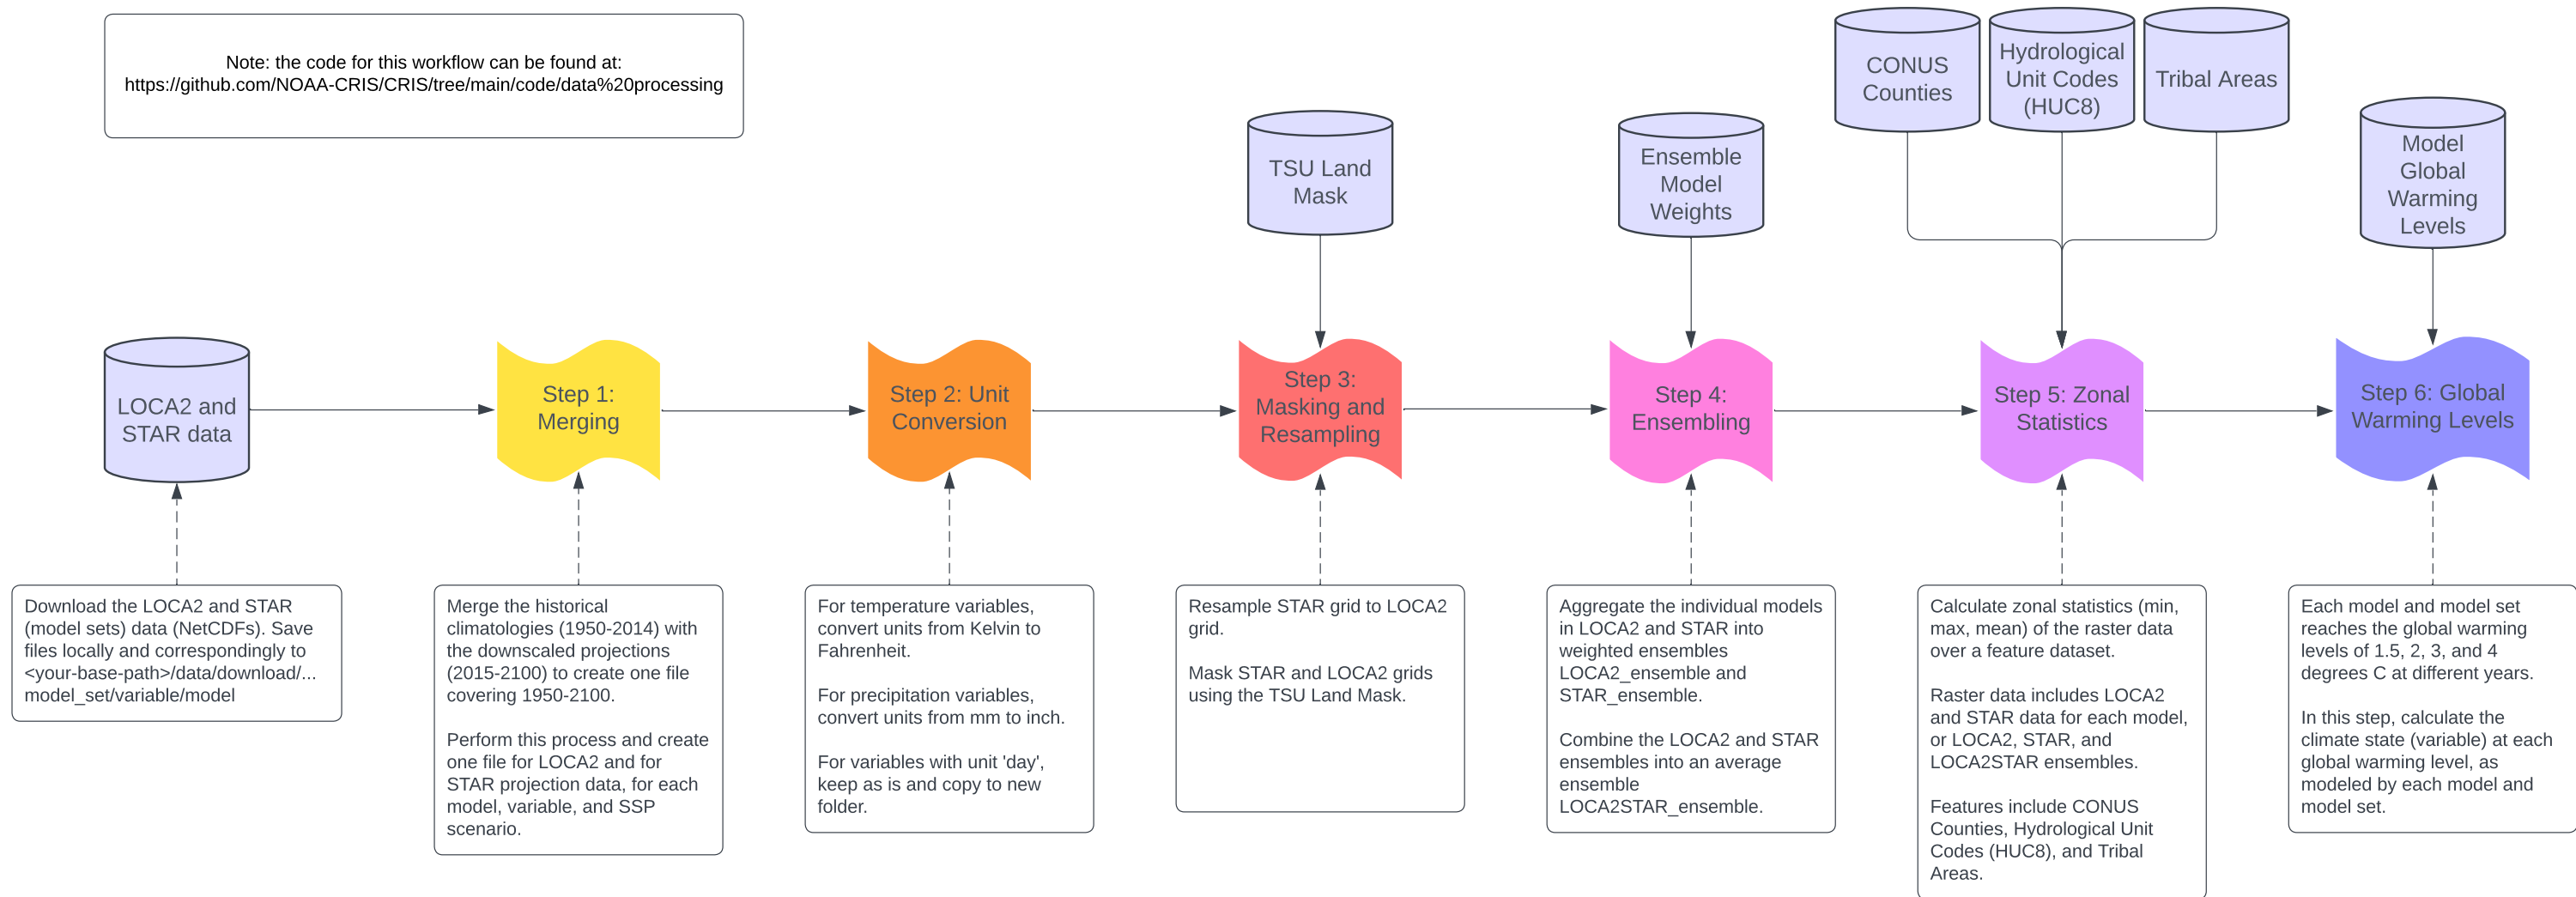 Note: the code for this workflow can be found at:
https://github.com/NOAA-CRIS/CRIS/tree/main/code/data%20processing
CONUS
Counties
Hydrological
Unit Codes
(HUC8)
Tribal Areas
TSU Land
Mask
Ensemble
Model
Weights
Model
Global
Warming
Levels
LOCA2 and
STAR data
Step 1:
Merging
Step 2: Unit
Conversion
Step 3:
Masking and
Resampling
Step 4:
Ensembling
Step 5: Zonal
Statistics
Step 6: Global
Warming Levels
Download the LOCA2 and STAR
(model sets) data (NetCDFs). Save
files locally and correspondingly to
<your-base-path>/data/download/...
model_set/variable/model
Merge the historical
climatologies (1950-2014) with
the downscaled projections
(2015-2100) to create one file
covering 1950-2100.
Perform this process and create
one file for LOCA2 and for
STAR projection data, for each
model, variable, and SSP
scenario.
For temperature variables,
convert units from Kelvin to
Fahrenheit.
For precipitation variables,
convert units from mm to inch.
For variables with unit 'day',
keep as is and copy to new
folder.
Resample STAR grid to LOCA2
grid.
Mask STAR and LOCA2 grids
using the TSU Land Mask.
Aggregate the individual models
in LOCA2 and STAR into
weighted ensembles
LOCA2_ensemble and
STAR_ensemble.
Combine the LOCA2 and STAR
ensembles into an average
ensemble
LOCA2STAR_ensemble.
Calculate zonal statistics (min,
max, mean) of the raster data
over a feature dataset.
Raster data includes LOCA2
and STAR data for each model,
or LOCA2, STAR, and
LOCA2STAR ensembles.
Features include CONUS
Counties, Hydrological Unit
Codes (HUC8), and Tribal
Areas.
Each model and model set
reaches the global warming
levels of 1.5, 2, 3, and 4
degrees C at different years.
In this step, calculate the
climate state (variable) at each
global warming level, as
modeled by each model and
model set.